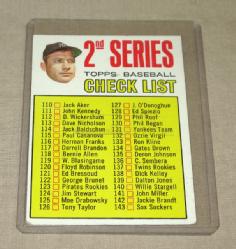 2nd SERIES
TOPPS BASEBALL
CHECK LIST
110 Jack Aker
111 John Kennedy
112 D. Wickersham
113 Dave Nicholson
114 Jack Baldschun
115 Paul Casanova
116 Herman Franks
117 Darrell Brandon
118 Bernie Allen
119 W. Blasingame
120 Floyd Robinson
121 Ed Bressoud
122 George Brunet
123 Pirates Rookies
124 Jim Stewart
125 Moe Drabowsky
126 Tony Taylor
127 J. O'Donoghue
128 Ed Spiezio
129 Phil Roof
130 Phil Regan
131 Yankees Team
132 Ozzie Virgil
133 Ron Kline
134 Gates Brown
135 Deron Johnson
136 C. Sembera
137 Twins Rookies
138 Dick Kelley
139 Dalton Jones
140 Willie Stargell
141 John Miller
142 Jackie Brandt
143 Sox Sockers